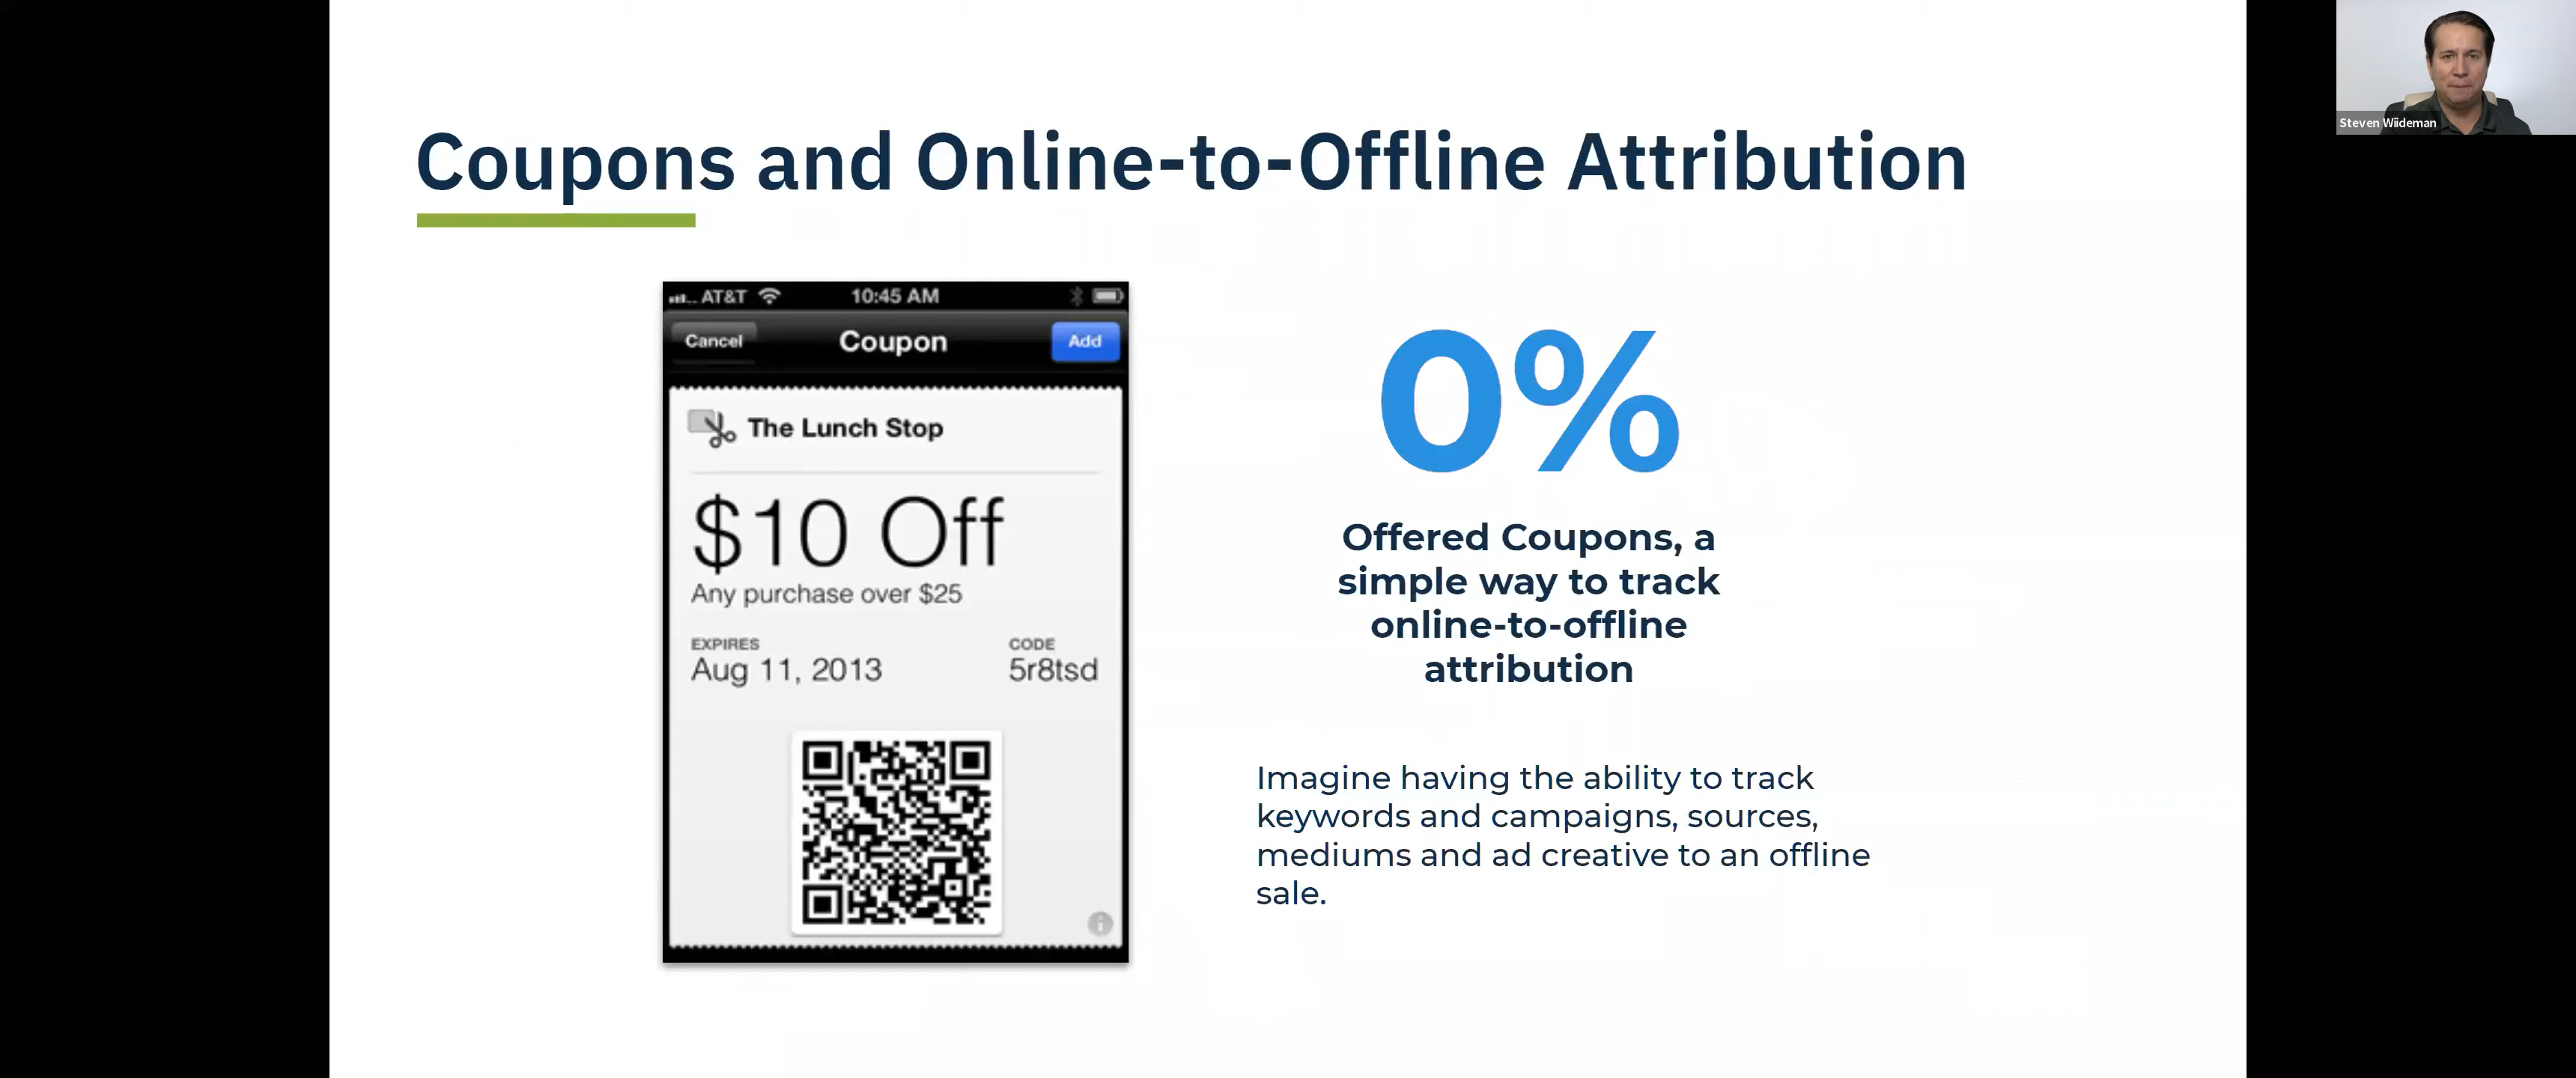 Coupons and Online-to-Offline Attribution
AT&T 10:45 AM
Cancel Coupon Add
The Lunch Stop
$10 Off
Any purchase over $25
EXPIRES CODE
Aug 11, 2013 5r8tsd
0%
Offered Coupons, a
simple way to track
online-to-offline
attribution
Imagine having the ability to track
keywords and campaigns, sources,
mediums and ad creative to an offline
sale.
Steven Wiideman